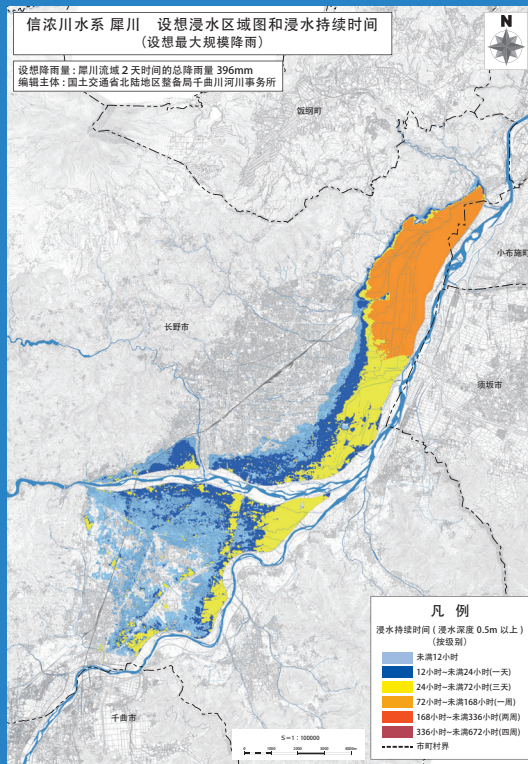 信浓川水系 犀川 设想浸水区域图和浸水持续时间
(设想最大规模降雨)
设想降雨量：犀川流域2天时间的总降雨量 396mm
编辑主体：国土交通省北陆地区整备局千曲川河川事务所
N
饭纲町
小布施町
长野市
须坂市
千曲市
凡 例
浸水持续时间 ( 浸水深度 0.5m 以上 )
(按级别)
未满12小时
12小时~未满24小时(一天)
24小时~未满72小时(三天)
72小时~未满168小时(一周)
168小时~未满336小时(两周)
336小时~未满672小时(四周)
市町村界
S=1：100000
0 1000 2000 3000 4000m